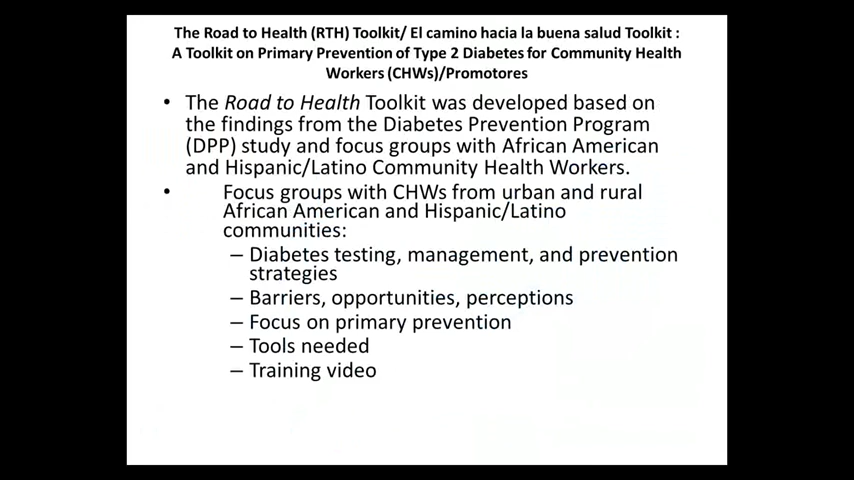 The Road to Health (RTH) Toolkit/ El camino hacia la buena salud Toolkit :
A Toolkit on Primary Prevention of Type 2 Diabetes for Community Health
Workers (CHWs)/Promotores
• The Road to Health Toolkit was developed based on
the findings from the Diabetes Prevention Program
(DPP) study and focus groups with African American
and Hispanic/Latino Community Health Workers.
• Focus groups with CHWs from urban and rural
African American and Hispanic/Latino
communities:
– Diabetes testing, management, and prevention
strategies
– Barriers, opportunities, perceptions
– Focus on primary prevention
– Tools needed
– Training video